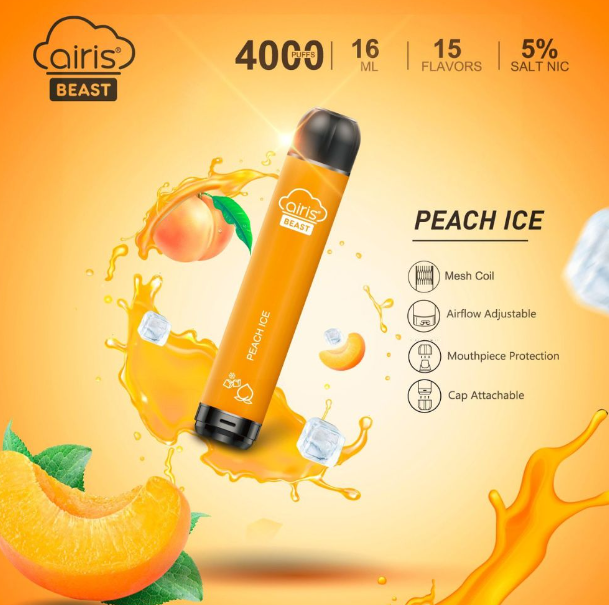 airis®
BEAST
4000 PUFFS
16
ML
15
FLAVORS
5%
SALT NIC
airis®
BEAST
PEACH ICE
PEACH ICE
Mesh Coil
Airflow Adjustable
Mouthpiece Protection
Cap Attachable